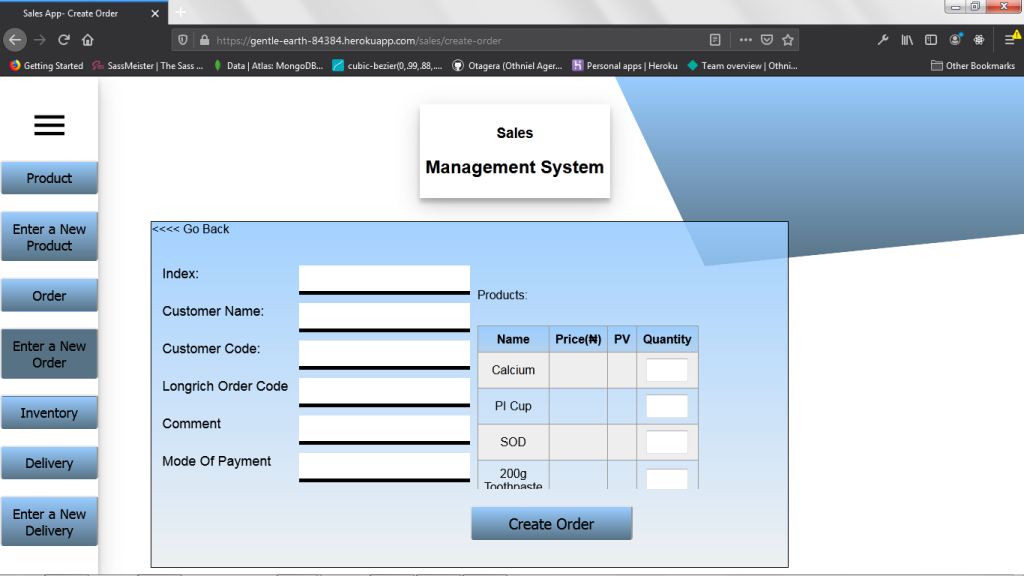 Sales App- Create Order
https://gentle-earth-84384.herokuapp.com/sales/create-order
Getting Started
SassMeister | The Sass ...
Data | Atlas: MongoDB...
cubic-bezier(0,.99,.88,....
Otagera (Othniel Ager...
Personal apps | Heroku
Team overview | Othni...
Other Bookmarks
Sales
Management System
Product
Enter a New
Product
Order
Enter a New
Order
Inventory
Delivery
Enter a New
Delivery
<<<< Go Back
Index:
Customer Name:
Customer Code:
Longrich Order Code
Comment
Mode Of Payment
Products:
Name Price(₦) PV Quantity
Calcium
PI Cup
SOD
200g
Toothpaste
Create Order